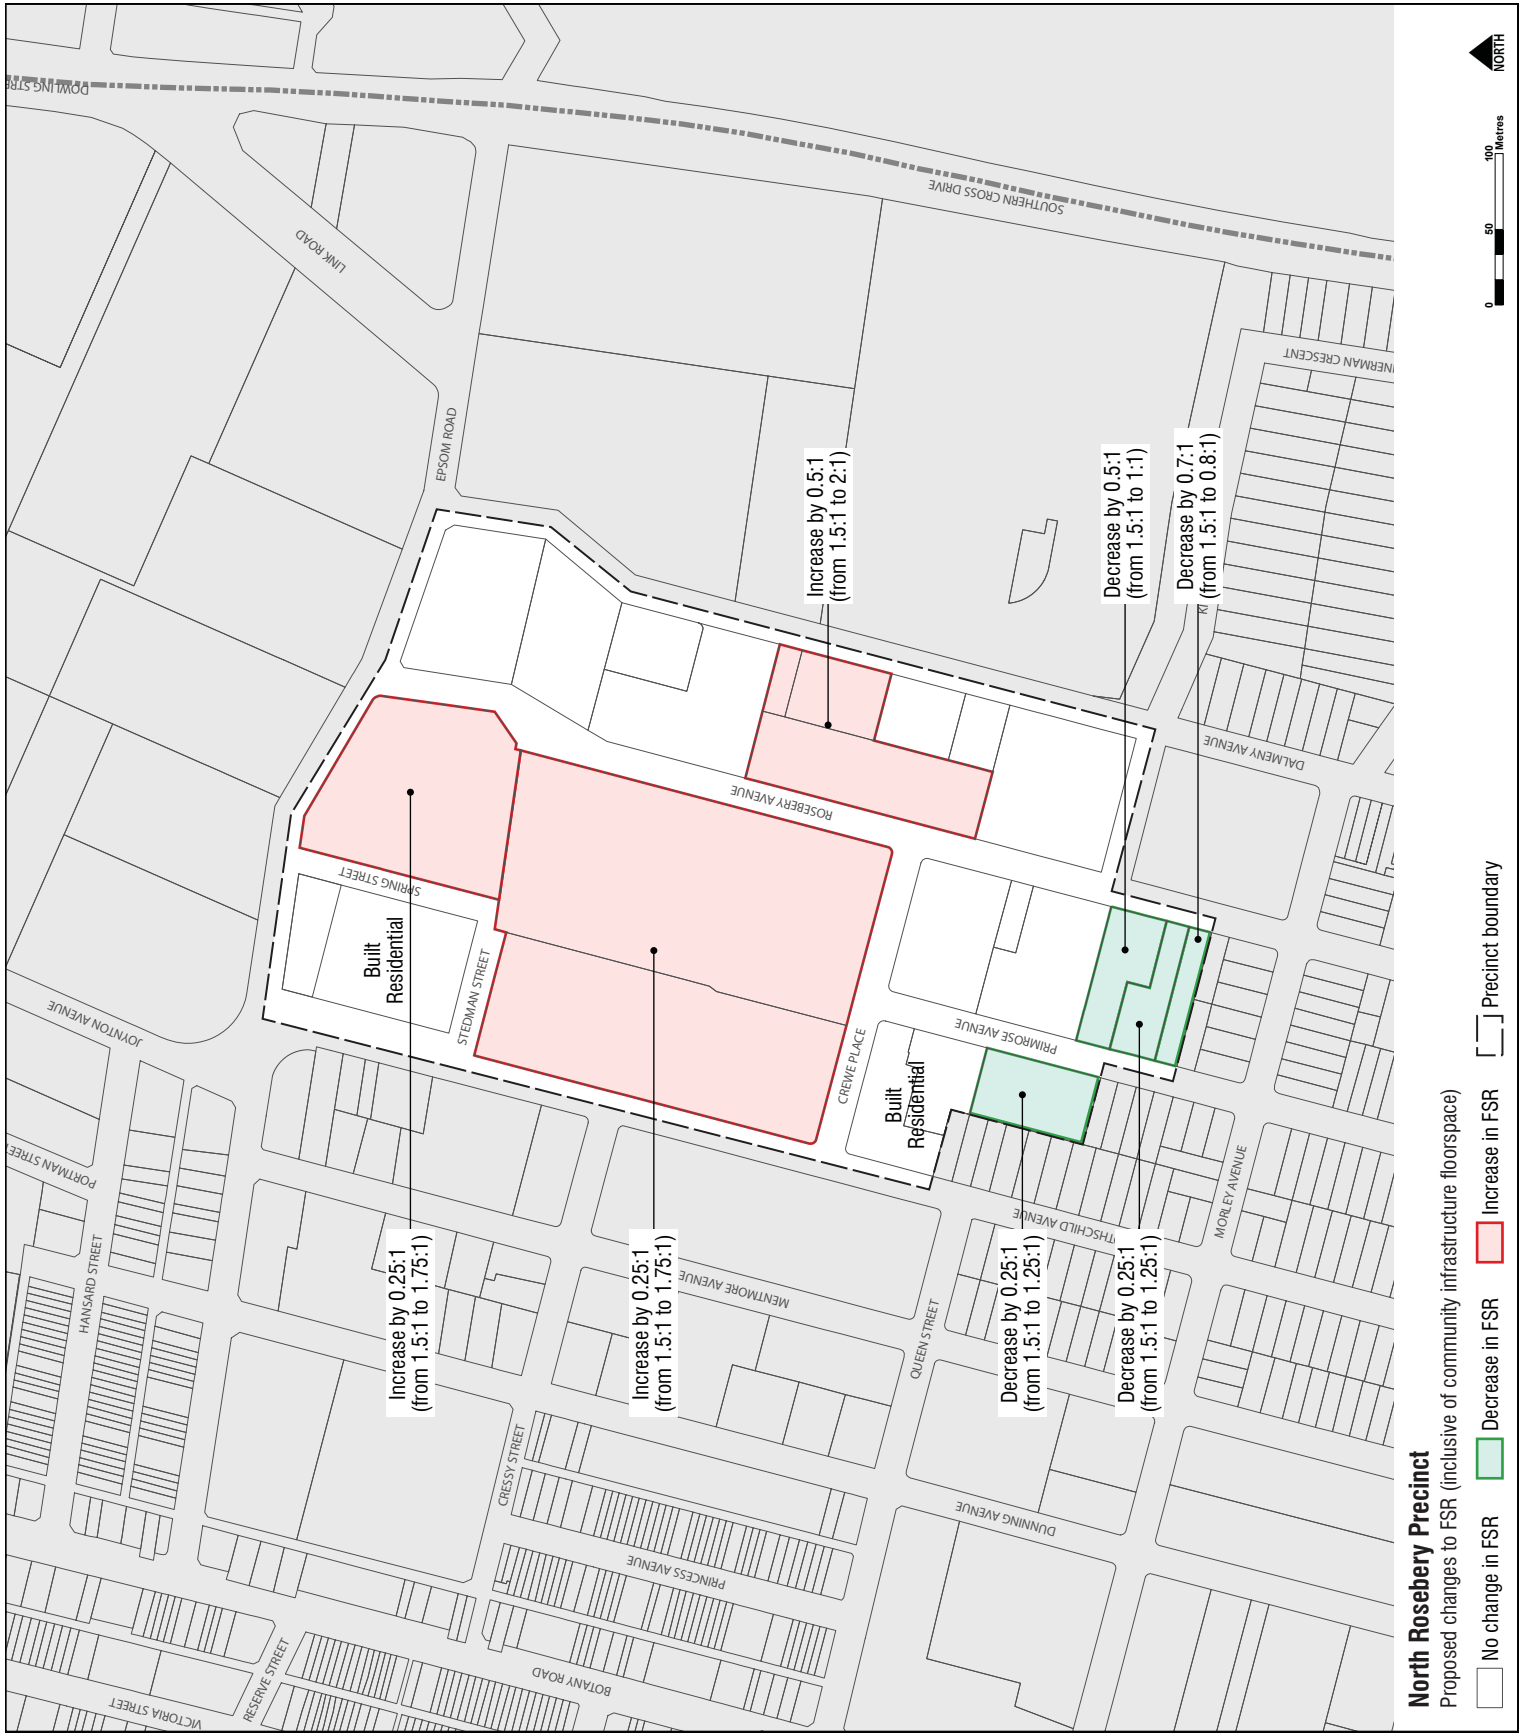 DOWLING STRE
LINK ROAD
SOUTHERN CROSS DRIVE
EPSOM ROAD
NERMAN CRESCENT
DALMENY AVENUE
JOYNTON AVENUE
SPRING STREET
STEDMAN STREET
ROSEBERY AVENUE
CREWE PLACE
PRIMROSE AVENUE
Built
Residential
Built
Residential
PORTMAN STREET
HANSARD STREET
MENTMORE AVENUE
THSCHILD AVENUE
MORLEY AVENUE
QUEEN STREET
CRESSY STREET
DUNNING AVENUE
PRINCESS AVENUE
BOTANY ROAD
RESERVE STREET
VICTORIA STREET
Increase by 0.25:1
(from 1.5:1 to 1.75:1)
Increase by 0.25:1
(from 1.5:1 to 1.75:1)
Decrease by 0.25:1
(from 1.5:1 to 1.25:1)
Decrease by 0.25:1
(from 1.5:1 to 1.25:1)
Increase by 0.5:1
(from 1.5:1 to 2:1)
Decrease by 0.5:1
(from 1.5:1 to 1:1)
Decrease by 0.7:1
(from 1.5:1 to 0.8:1)
North Rosebery Precinct
Proposed changes to FSR (inclusive of community infrastructure floorspace)
No change in FSR
Decrease in FSR
Increase in FSR
Precinct boundary
0 50 100
Metres
NORTH